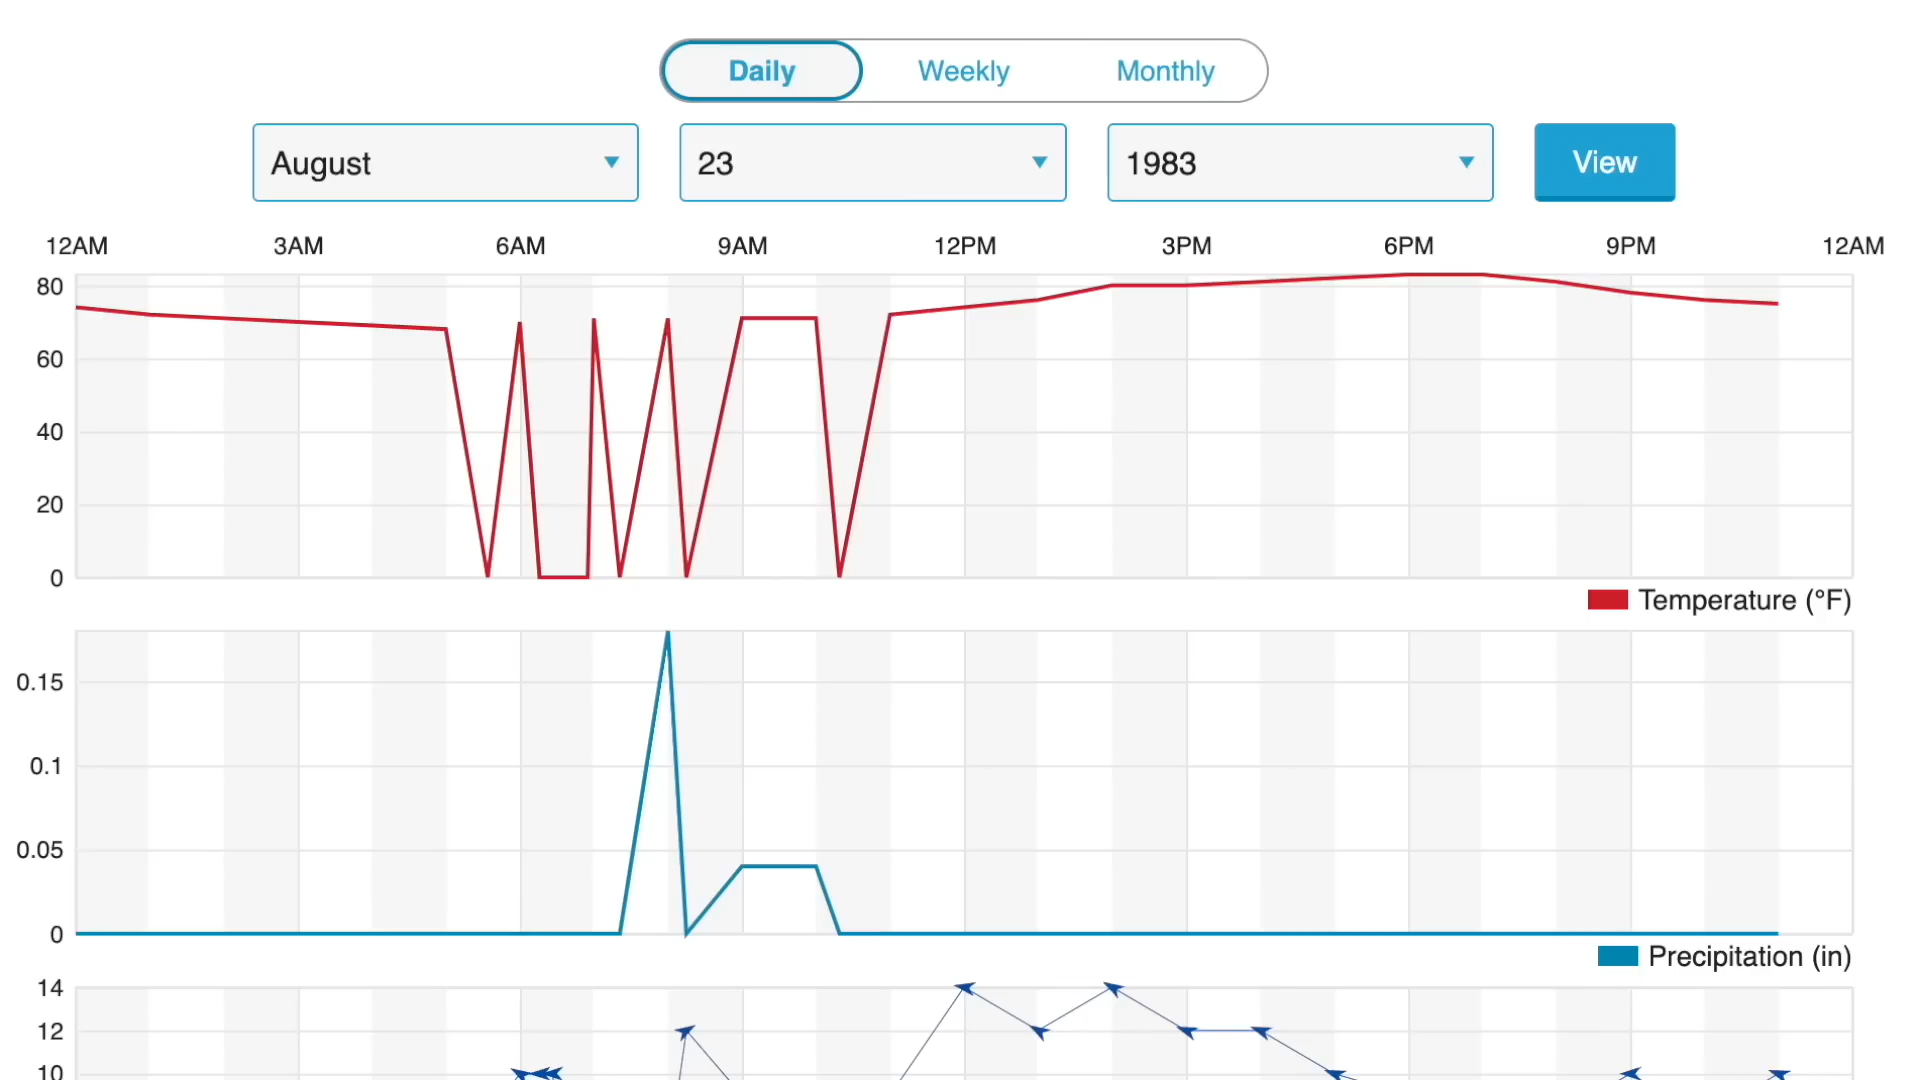 Daily Weekly Monthly
August 23 1983 View
12AM 3AM 6AM 9AM 12PM 3PM 6PM 9PM 12AM
80
60
40
20
0
Temperature (°F)
0.15
0.1
0.05
0
Precipitation (in)
14
12
10